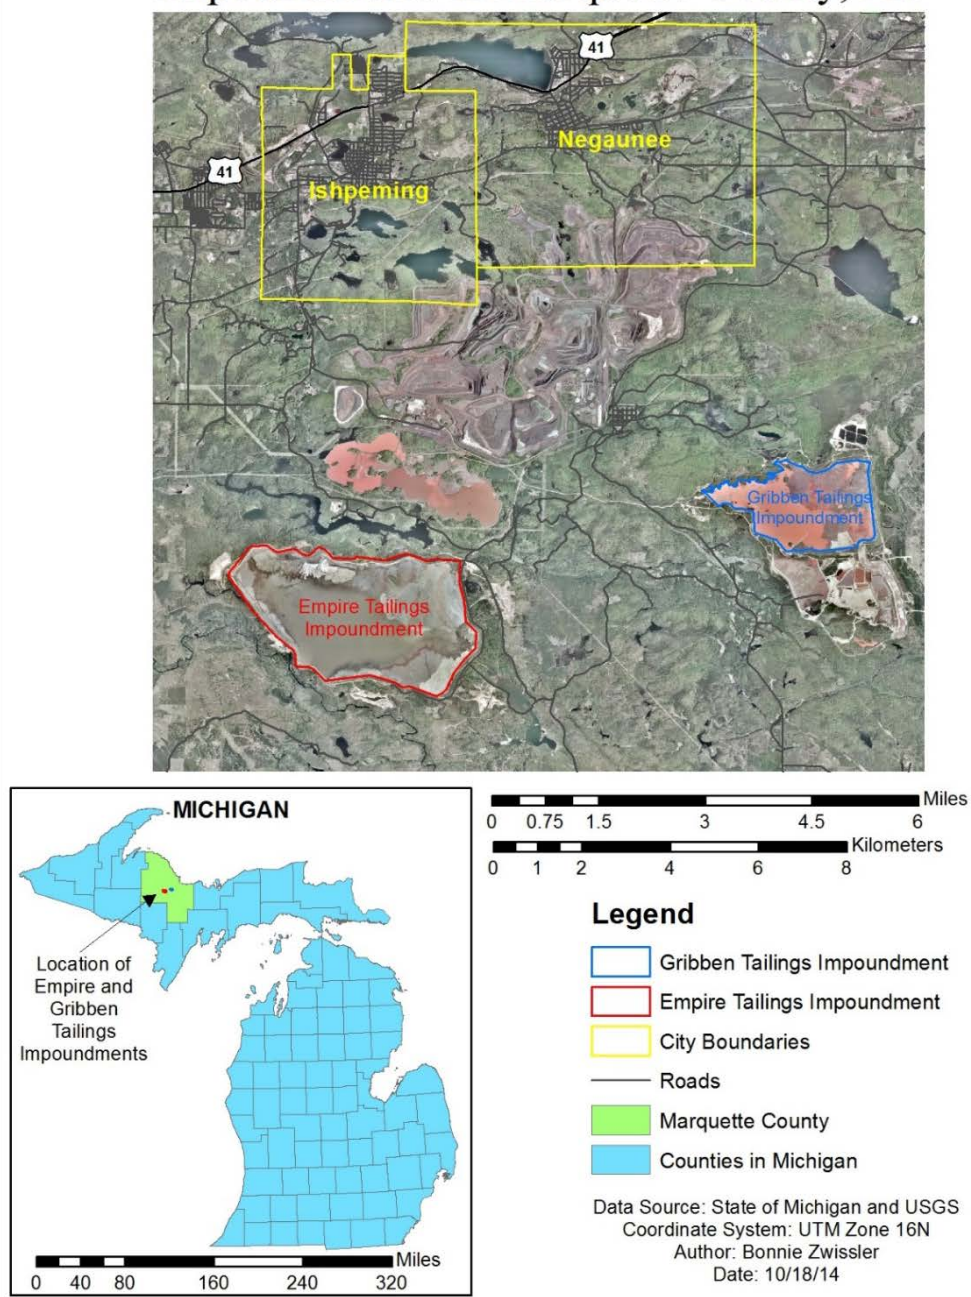 41
Negaunee
41
Ishpeming
Gribben Tailings
Impoundment
Empire Tailings
Impoundment
MICHIGAN
Location of
Empire and
Gribben
Tailings
Impoundments
Miles
0 40 80 160 240 320
Miles
0 0.75 1.5 3 4.5 6
Kilometers
0 1 2 4 6 8
Legend
Gribben Tailings Impoundment
Empire Tailings Impoundment
City Boundaries
Roads
Marquette County
Counties in Michigan
Data Source: State of Michigan and USGS
Coordinate System: UTM Zone 16N
Author: Bonnie Zwissler
Date: 10/18/14